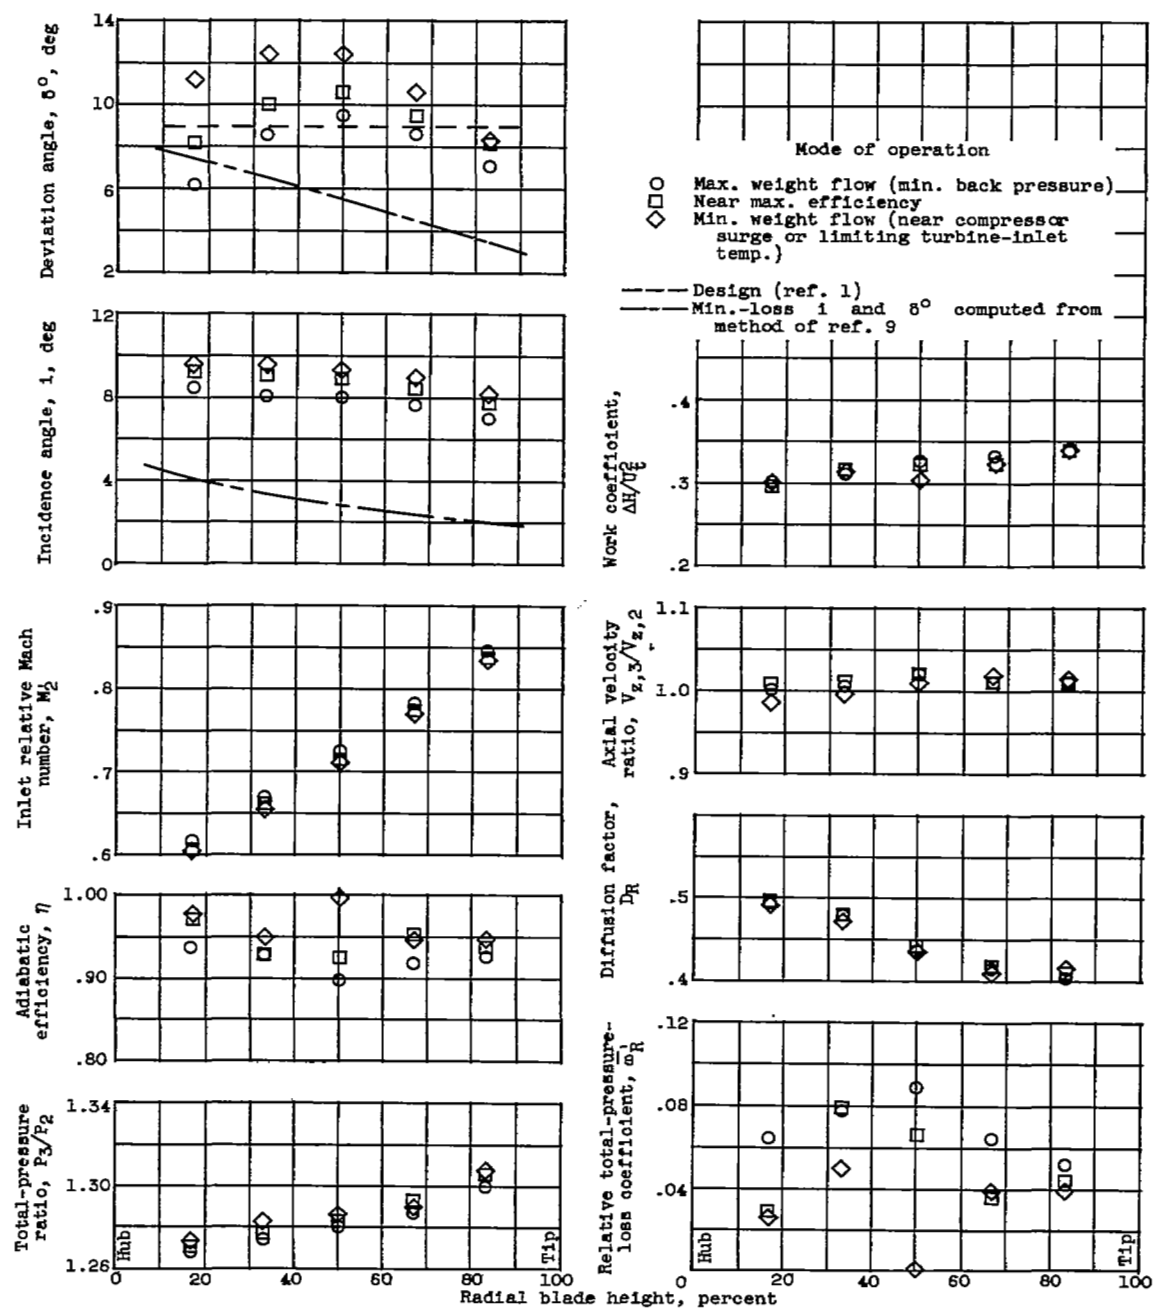 Deviation angle, δ°, deg
14
10
6
2
Incidence angle, i, deg
12
8
4
0
Inlet relative Mach
number, M₂'
.9
.8
.7
.6
Adiabatic
efficiency, η
1.00
.90
.80
Total-pressure
ratio, P₃/P₂
1.34
1.30
1.26
Hub
Tip
0 20 40 60 80 100
Mode of operation
Max. weight flow (min. back pressure)
Near max. efficiency
Min. weight flow (near compressor
surge or limiting turbine-inlet
temp.)
Design (ref. 1)
Min.-loss i and δ° computed from
method of ref. 9
Work coefficient,
ΔH/U²t
.4
.3
.2
Axial velocity
ratio, Vz,3/Vz,2
1.1
1.0
.9
Diffusion factor,
DR
.5
.4
Relative total-pressure-
loss coefficient, ω̄'R
.12
.08
.04
Hub
Tip
0 20 40 60 80 100
Radial blade height, percent